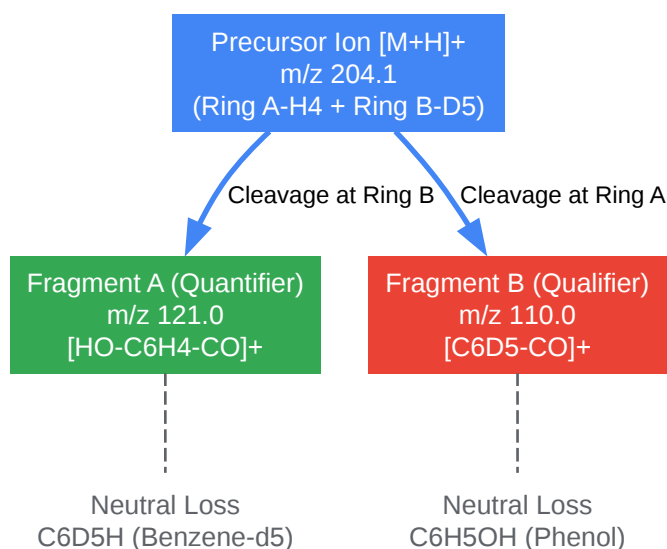 Precursor Ion [M+H]+
m/z 204.1
(Ring A-H4 + Ring B-D5)
Cleavage at Ring B
Cleavage at Ring A
Fragment A (Quantifier)
m/z 121.0
[HO-C6H4-CO]+
Fragment B (Qualifier)
m/z 110.0
[C6D5-CO]+
Neutral Loss
C6D5H (Benzene-d5)
Neutral Loss
C6H5OH (Phenol)